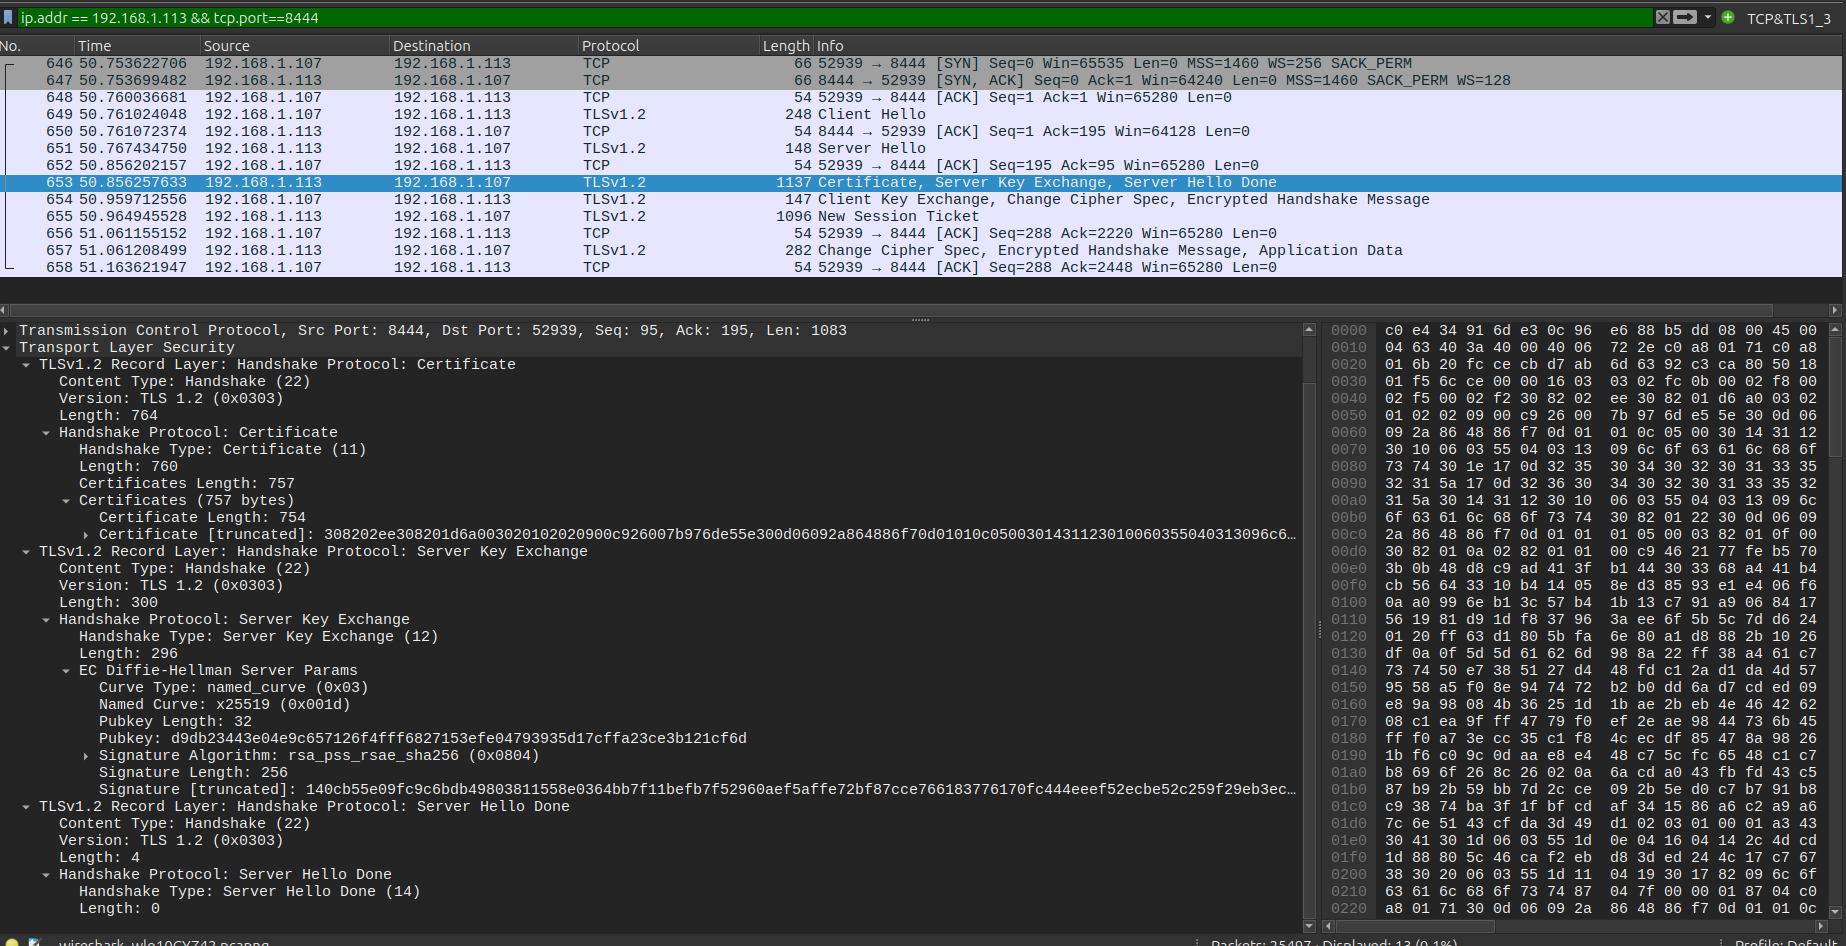 ip.addr == 192.168.1.113 && tcp.port==8444 TCP&TLS1_3
No. Time Source Destination Protocol Length Info
646 50.753622706 192.168.1.107 192.168.1.113 TCP 66 52939 → 8444 [SYN] Seq=0 Win=65535 Len=0 MSS=1460 WS=256 SACK_PERM
647 50.753699482 192.168.1.113 192.168.1.107 TCP 66 8444 → 52939 [SYN, ACK] Seq=0 Ack=1 Win=64240 Len=0 MSS=1460 SACK_PERM WS=128
648 50.760036681 192.168.1.107 192.168.1.113 TCP 54 52939 → 8444 [ACK] Seq=1 Ack=1 Win=65280 Len=0
649 50.761024048 192.168.1.107 192.168.1.113 TLSv1.2 248 Client Hello
650 50.761072374 192.168.1.113 192.168.1.107 TCP 54 8444 → 52939 [ACK] Seq=1 Ack=195 Win=64128 Len=0
651 50.767434750 192.168.1.113 192.168.1.107 TLSv1.2 148 Server Hello
652 50.856202157 192.168.1.107 192.168.1.113 TCP 54 52939 → 8444 [ACK] Seq=195 Ack=95 Win=65280 Len=0
653 50.856257633 192.168.1.113 192.168.1.107 TLSv1.2 1137 Certificate, Server Key Exchange, Server Hello Done
654 50.959712556 192.168.1.107 192.168.1.113 TLSv1.2 147 Client Key Exchange, Change Cipher Spec, Encrypted Handshake Message
655 50.964945528 192.168.1.113 192.168.1.107 TLSv1.2 1096 New Session Ticket
656 51.061155152 192.168.1.107 192.168.1.113 TCP 54 52939 → 8444 [ACK] Seq=288 Ack=2220 Win=65280 Len=0
657 51.061208499 192.168.1.113 192.168.1.107 TLSv1.2 282 Change Cipher Spec, Encrypted Handshake Message, Application Data
658 51.163621947 192.168.1.107 192.168.1.113 TCP 54 52939 → 8444 [ACK] Seq=288 Ack=2448 Win=65280 Len=0
Transmission Control Protocol, Src Port: 8444, Dst Port: 52939, Seq: 95, Ack: 195, Len: 1083
Transport Layer Security
TLSv1.2 Record Layer: Handshake Protocol: Certificate
Content Type: Handshake (22)
Version: TLS 1.2 (0x0303)
Length: 764
Handshake Protocol: Certificate
Handshake Type: Certificate (11)
Length: 760
Certificates Length: 757
Certificates (757 bytes)
Certificate Length: 754
Certificate [truncated]: 308202ee308201d6a003020102020900c926007b976de55e300d06092a864886f70d01010c05003014311230100603550403130​96c6…
TLSv1.2 Record Layer: Handshake Protocol: Server Key Exchange
Content Type: Handshake (22)
Version: TLS 1.2 (0x0303)
Length: 300
Handshake Protocol: Server Key Exchange
Handshake Type: Server Key Exchange (12)
Length: 296
EC Diffie-Hellman Server Params
Curve Type: named_curve (0x03)
Named Curve: x25519 (0x001d)
Pubkey Length: 32
Pubkey: d9db23443e04e9c657126f4fff6827153efe04793935d17cffa23ce3b121cf6d
Signature Algorithm: rsa_pss_rsae_sha256 (0x0804)
Signature Length: 256
Signature [truncated]: 140cb55e09fc9c6bdb49803811558e0364bb7f11befb7f52960aef5affe72bf87cce766183776170fc444eeef52ecbe52c259f29eb3ec…
TLSv1.2 Record Layer: Handshake Protocol: Server Hello Done
Content Type: Handshake (22)
Version: TLS 1.2 (0x0303)
Length: 4
Handshake Protocol: Server Hello Done
Handshake Type: Server Hello Done (14)
Length: 0
0000 c0 e4 34 91 6d e3 0c 96 e6 88 b5 dd 08 00 45 00
0010 04 63 40 3a 40 00 40 06 72 2e c0 a8 01 71 c0 a8
0020 01 6b 20 fc ce cb d7 ab 6d 63 92 c3 ca 80 50 18
0030 01 f5 6c ce 00 00 16 03 03 02 fc 0b 00 02 f8 00
0040 02 f5 00 02 f2 30 82 02 ee 30 82 01 d6 a0 03 02
0050 01 02 02 09 00 c9 26 00 7b 97 6d e5 5e 30 0d 06
0060 09 2a 86 48 86 f7 0d 01 01 0c 05 00 30 14 31 12
0070 30 10 06 03 55 04 03 13 09 6c 6f 63 61 6c 68 6f
0080 73 74 30 1e 17 0d 32 35 30 34 30 32 30 31 33 35
0090 32 31 5a 17 0d 32 36 30 34 30 32 30 31 33 35 32
00a0 31 5a 30 14 31 12 30 10 06 03 55 04 03 13 09 6c
00b0 6f 63 61 6c 68 6f 73 74 30 82 01 22 30 0d 06 09
00c0 2a 86 48 86 f7 0d 01 01 01 05 00 03 82 01 0f 00
00d0 30 82 01 0a 02 82 01 01 00 c9 46 21 77 fe b5 70
00e0 3b 0b 48 d8 c9 ad 41 3f b1 44 30 33 68 a4 41 b4
00f0 cb 56 64 33 10 b4 14 05 8e d3 85 93 e1 e4 06 f6
0100 0a a0 99 6e b1 3c 57 b4 1b 13 c7 91 a9 06 84 17
0110 56 19 81 d9 1d f8 37 96 3a ee 6f 5b 5c 7d d6 24
0120 01 20 ff 63 d1 80 5b fa 6e 80 a1 d8 88 2b 10 26
0130 df 0a 0f 5d 5d 61 62 6d 98 8a 22 ff 38 a4 61 c7
0140 73 74 50 e7 38 51 27 d4 48 fd c1 2a d1 da 4d 57
0150 95 58 a5 f0 8e 94 74 72 b2 b0 dd 6a d7 cd ed 09
0160 e8 9a 98 08 4b 36 25 1d 1b ae 2b eb 4e 46 42 62
0170 08 c1 ea 9f ff 47 79 f0 ef 2e ae 98 44 73 6b 45
0180 ff f0 a7 3e cc 35 c1 f8 4c ec df 85 47 8a 98 26
0190 1b f6 c0 9c 0d aa e8 e4 48 c7 5c fc 65 48 c1 c7
01a0 b8 69 6f 26 8c 26 02 0a 6a cd a0 43 fb fd 43 c5
01b0 87 b9 2b 59 bb 7d 2c ce 09 2b 5e d0 c7 b7 91 b8
01c0 c9 38 74 ba 3f 1f bf cd af 34 15 86 a6 c2 a9 a6
01d0 7c 6e 51 43 cf da 3d 49 d1 02 03 01 00 01 a3 43
01e0 30 41 30 1d 06 03 55 1d 0e 04 16 04 14 2c 4d cd
01f0 1d 88 80 5c 46 ca f2 eb d8 3d ed 24 4c 17 c7 67
0200 38 30 20 06 03 55 1d 11 04 19 30 17 82 09 6c 6f
0210 63 61 6c 68 6f 73 74 87 04 7f 00 00 01 87 04 c0
0220 a8 01 71 30 0d 06 09 2a 86 48 86 f7 0d 01 01 0c
Packets: 25497 · Displayed: 13 (0.1%) Profile: Default